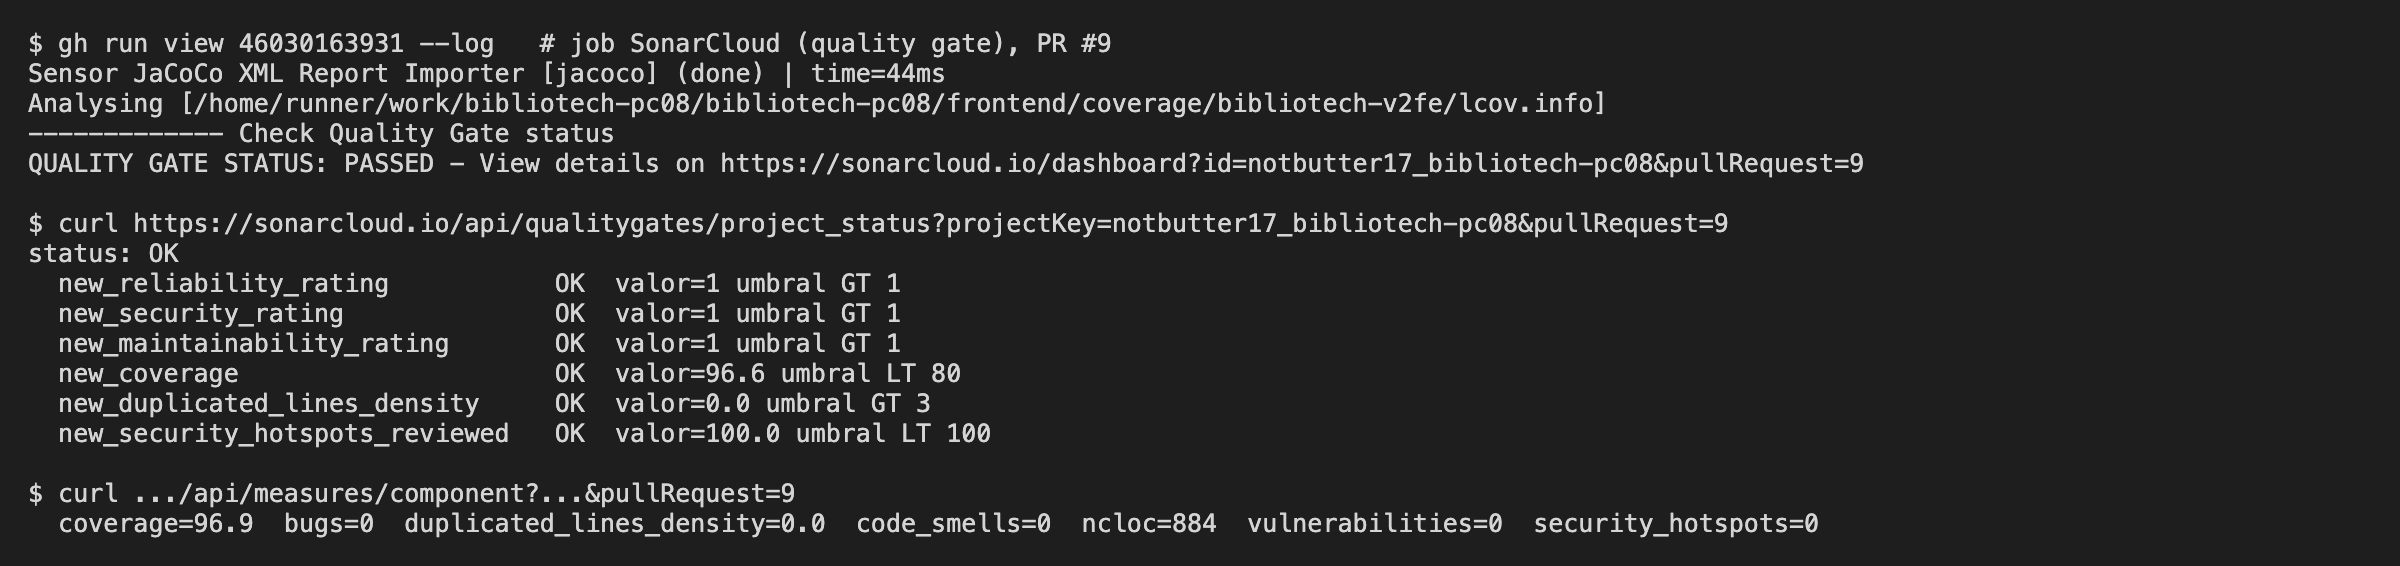 $ gh run view 46030163931 --log   # job SonarCloud (quality gate), PR #9
Sensor JaCoCo XML Report Importer [jacoco] (done) | time=44ms
Analysing [/home/runner/work/bibliotech-pc08/bibliotech-pc08/frontend/coverage/bibliotech-v2fe/lcov.info]
------------- Check Quality Gate status
QUALITY GATE STATUS: PASSED - View details on https://sonarcloud.io/dashboard?id=notbutter17_bibliotech-pc08&pullRequest=9

$ curl https://sonarcloud.io/api/qualitygates/project_status?projectKey=notbutter17_bibliotech-pc08&pullRequest=9
status: OK
  new_reliability_rating           OK  valor=1 umbral GT 1
  new_security_rating              OK  valor=1 umbral GT 1
  new_maintainability_rating       OK  valor=1 umbral GT 1
  new_coverage                     OK  valor=96.6 umbral LT 80
  new_duplicated_lines_density     OK  valor=0.0 umbral GT 3
  new_security_hotspots_reviewed   OK  valor=100.0 umbral LT 100

$ curl .../api/measures/component?...&pullRequest=9
  coverage=96.9  bugs=0  duplicated_lines_density=0.0  code_smells=0  ncloc=884  vulnerabilities=0  security_hotspots=0